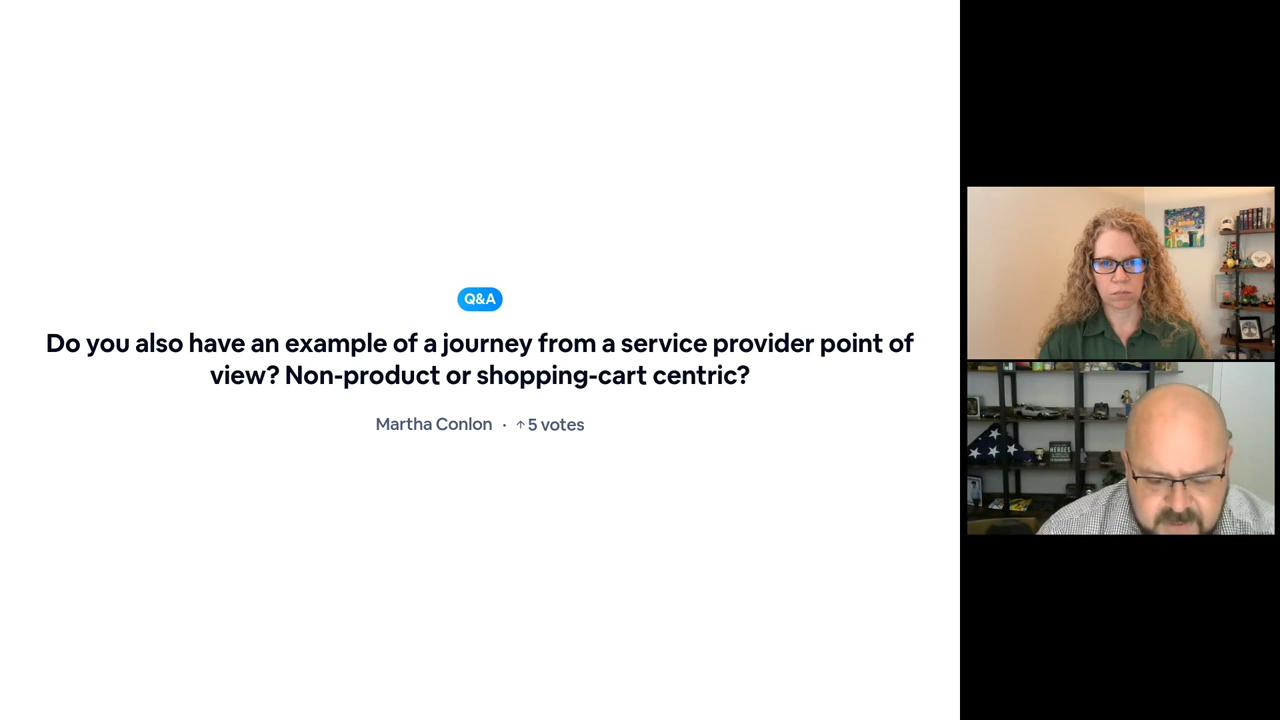 Q&A
Do you also have an example of a journey from a service provider point of
view? Non-product or shopping-cart centric?
Martha Conlon · ↑5 votes
HEROES